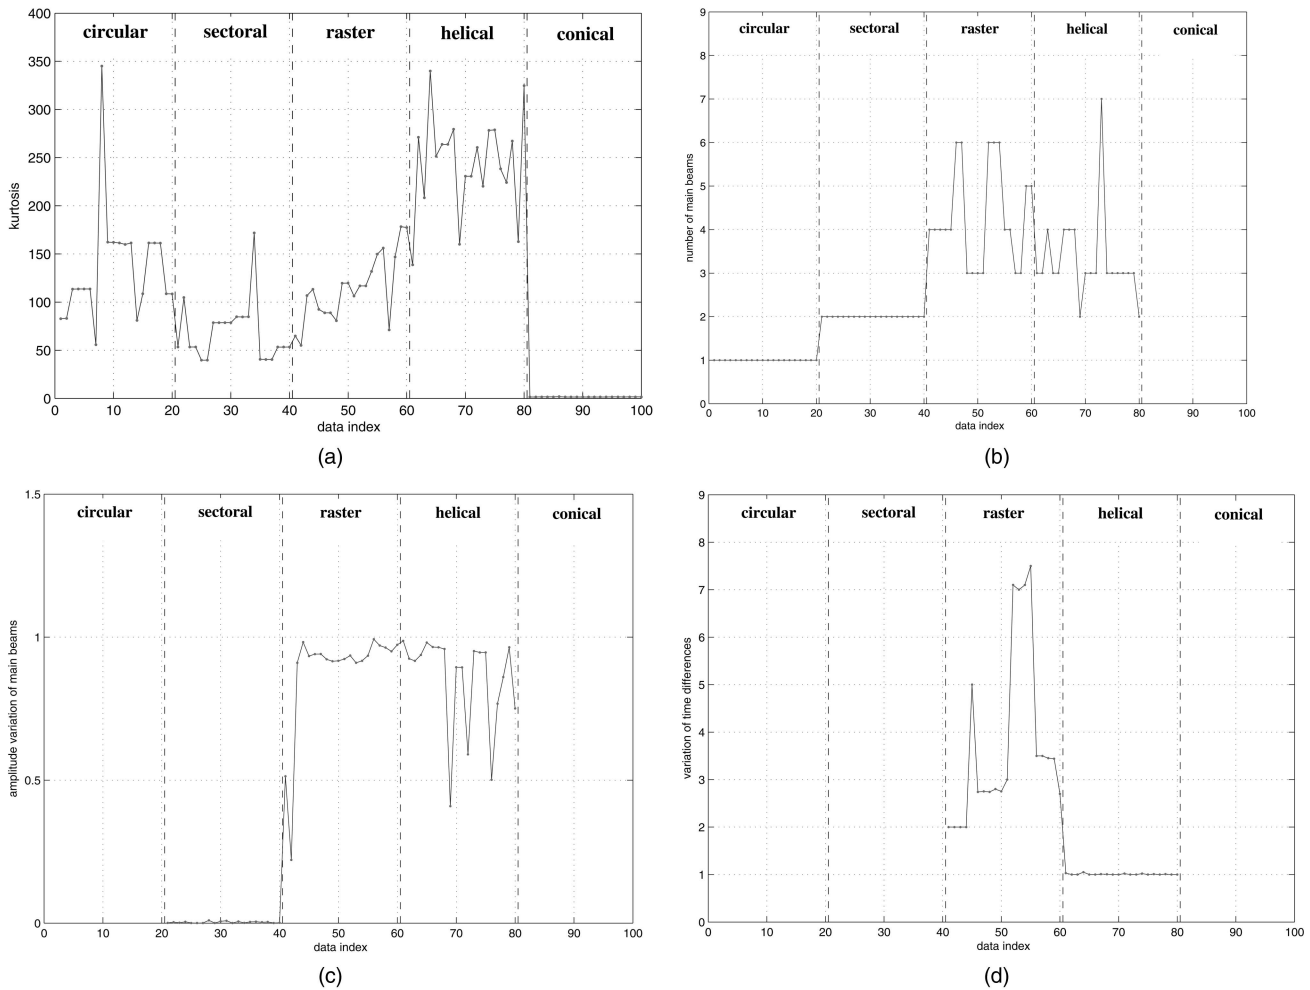 circular sectoral raster helical conical
400
350
300
250
200
150
100
50
0
kurtosis
0 10 20 30 40 50 60 70 80 90 100
data index
(a)
circular sectoral raster helical conical
9
8
7
6
5
4
3
2
1
0
number of main beams
0 10 20 30 40 50 60 70 80 90 100
data index
(b)
circular sectoral raster helical conical
1.5
1
0.5
0
amplitude variation of main beams
0 10 20 30 40 50 60 70 80 90 100
data index
(c)
circular sectoral raster helical conical
9
8
7
6
5
4
3
2
1
0
variation of time differences
0 10 20 30 40 50 60 70 80 90 100
data index
(d)